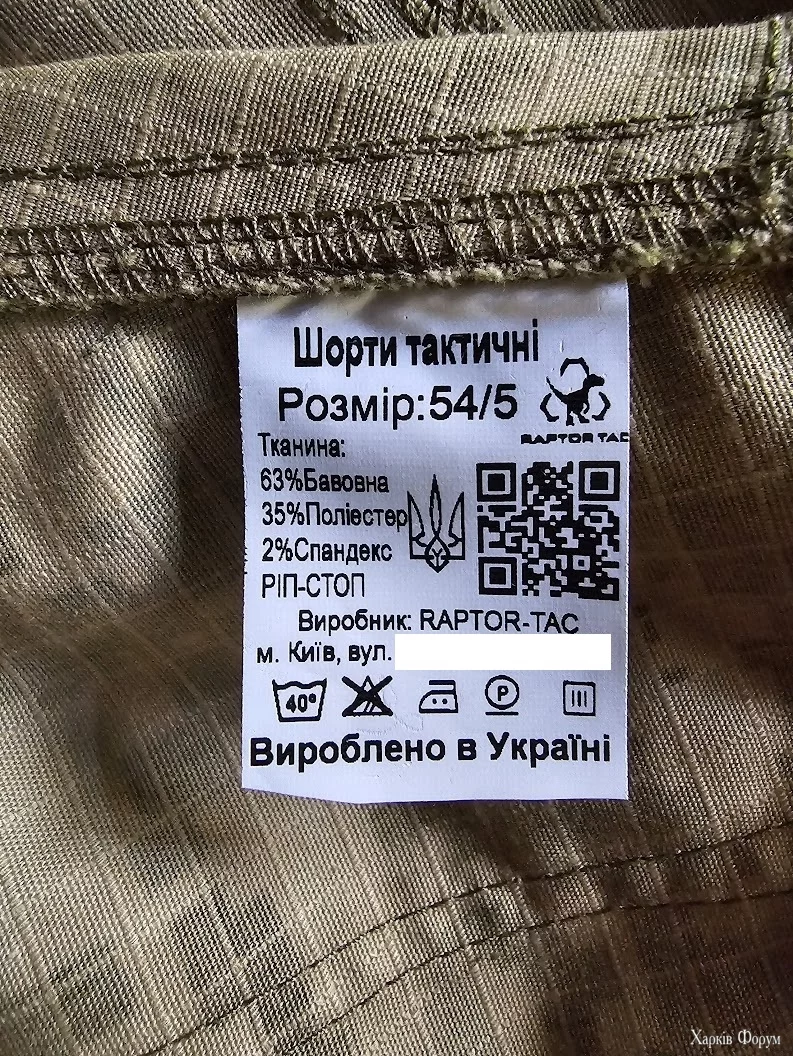 Шорти тактичні
Розмір:54/5
RAPTOR TAC
Тканина:
63%Бавовна
35%Поліестер
2%Спандекс
РІП-СТОП
Виробник: RAPTOR-TAC
м. Київ, вул.
40°
P
Вироблено в Україні
Харків Форум